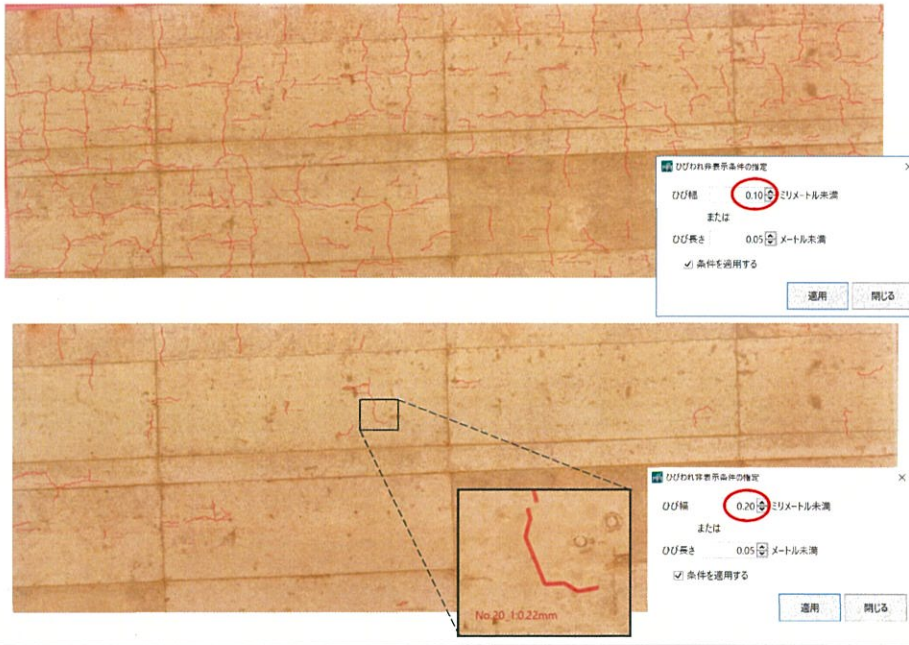 ひびわれ非表示条件の指定
ひび幅 0.10 ミリメートル未満
または
ひび長さ 0.05 メートル未満
条件を適用する
適用 閉じる
ひびわれ非表示条件の指定
ひび幅 0.20 ミリメートル未満
または
ひび長さ 0.05 メートル未満
条件を適用する
適用 閉じる
No.20_1:0.22mm